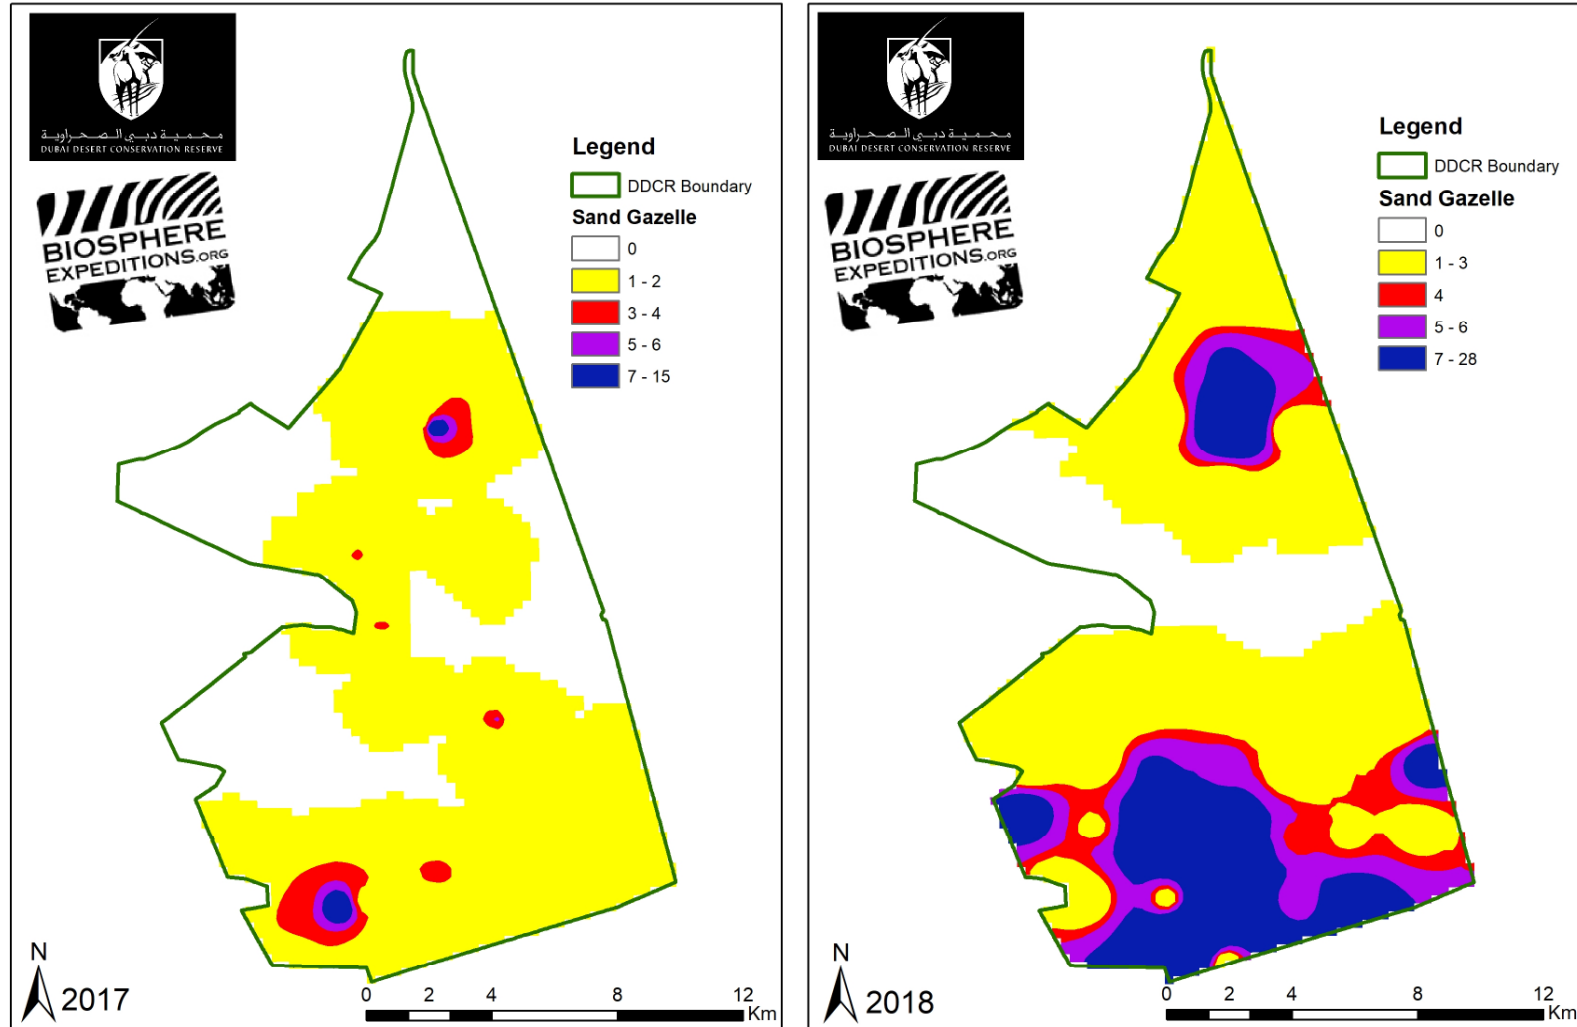 محمية دبي الصحراوية
DUBAI DESERT CONSERVATION RESERVE
BIOSPHERE
EXPEDITIONS.ORG
Legend
DDCR Boundary
Sand Gazelle
0
1 - 2
3 - 4
5 - 6
7 - 15
N
2017
0 2 4 8 12
Km
محمية دبي الصحراوية
DUBAI DESERT CONSERVATION RESERVE
BIOSPHERE
EXPEDITIONS.ORG
Legend
DDCR Boundary
Sand Gazelle
0
1 - 3
4
5 - 6
7 - 28
N
2018
0 2 4 8 12
Km